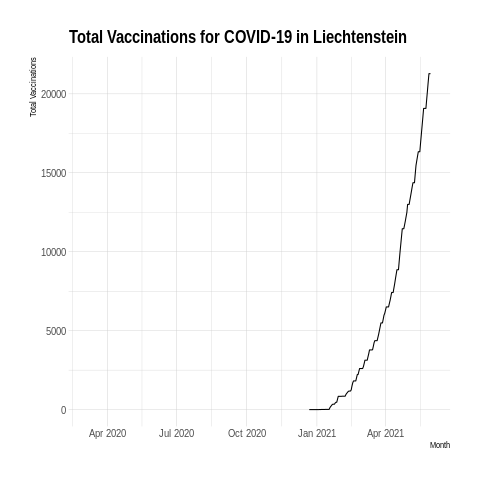 Total Vaccinations for COVID-19 in Liechtenstein
Total Vaccinations
20000
15000
10000
5000
0
Apr 2020 Jul 2020 Oct 2020 Jan 2021 Apr 2021
Month